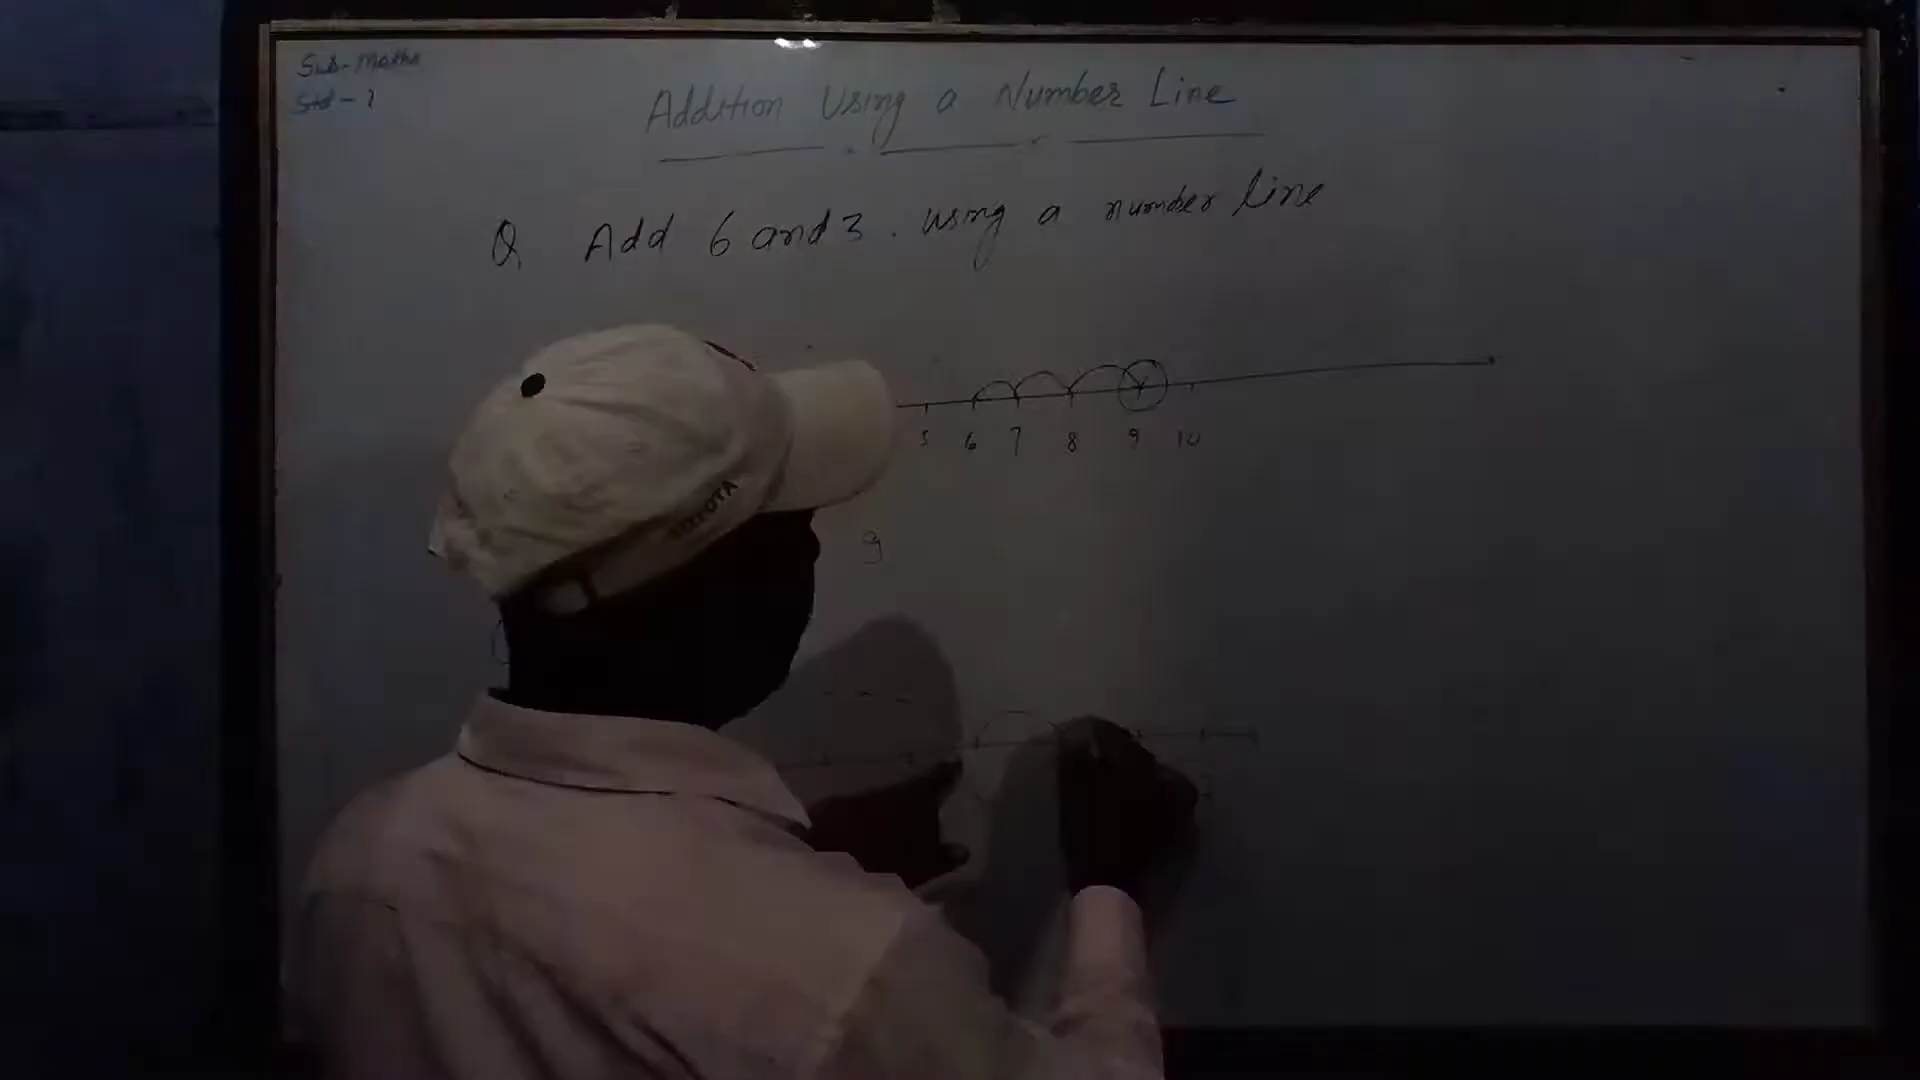 Sub-Maths
Std-1
Addition Using a Number Line
Q Add 6 and 3. using a number line
5 6 7 8 9 10
TOYOTA
9